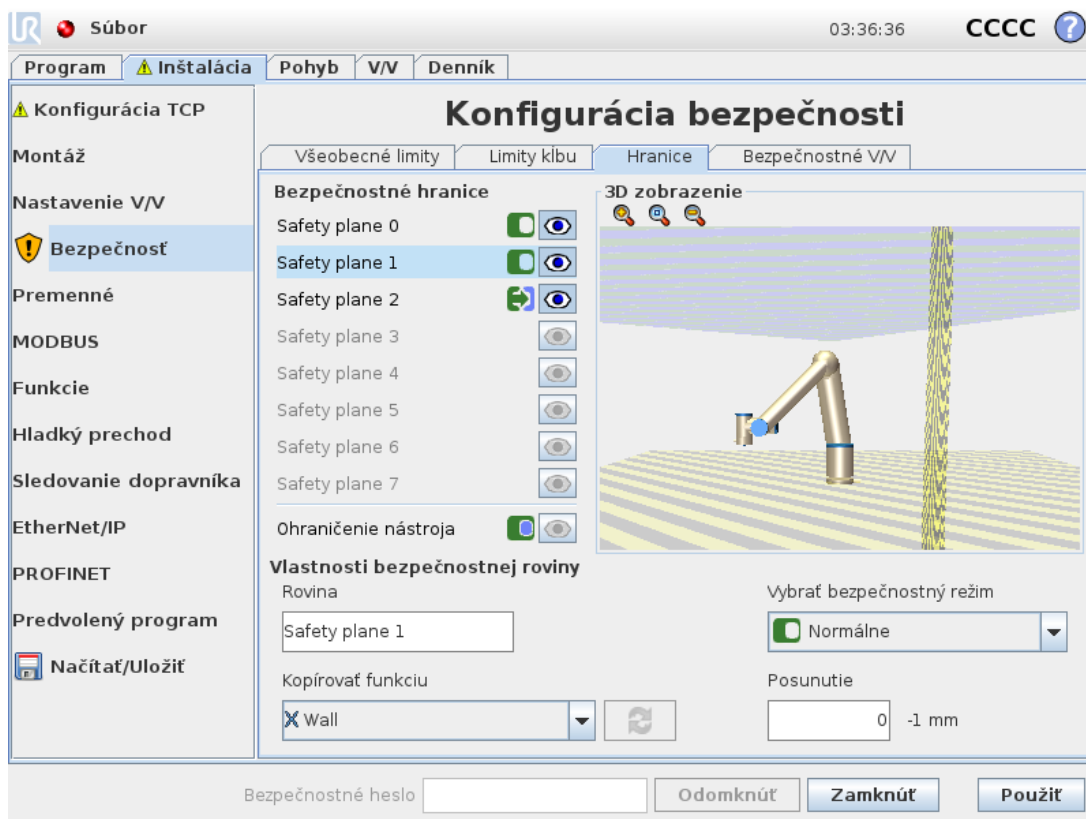 UR Súbor 03:36:36 CCCC ?
Program Inštalácia Pohyb V/V Denník
Konfigurácia TCP
Montáž
Nastavenie V/V
Bezpečnosť
Premenné
MODBUS
Funkcie
Hladký prechod
Sledovanie dopravníka
EtherNet/IP
PROFINET
Predvolený program
Načítať/Uložiť
Konfigurácia bezpečnosti
Všeobecné limity Limity kĺbu Hranice Bezpečnostné V/V
Bezpečnostné hranice
Safety plane 0
Safety plane 1
Safety plane 2
Safety plane 3
Safety plane 4
Safety plane 5
Safety plane 6
Safety plane 7
Ohraničenie nástroja
3D zobrazenie
Vlastnosti bezpečnostnej roviny
Rovina
Safety plane 1
Vybrať bezpečnostný režim
Normálne
Kopírovať funkciu
Wall
Posunutie
0 -1 mm
Bezpečnostné heslo Odomknúť Zamknúť Použiť